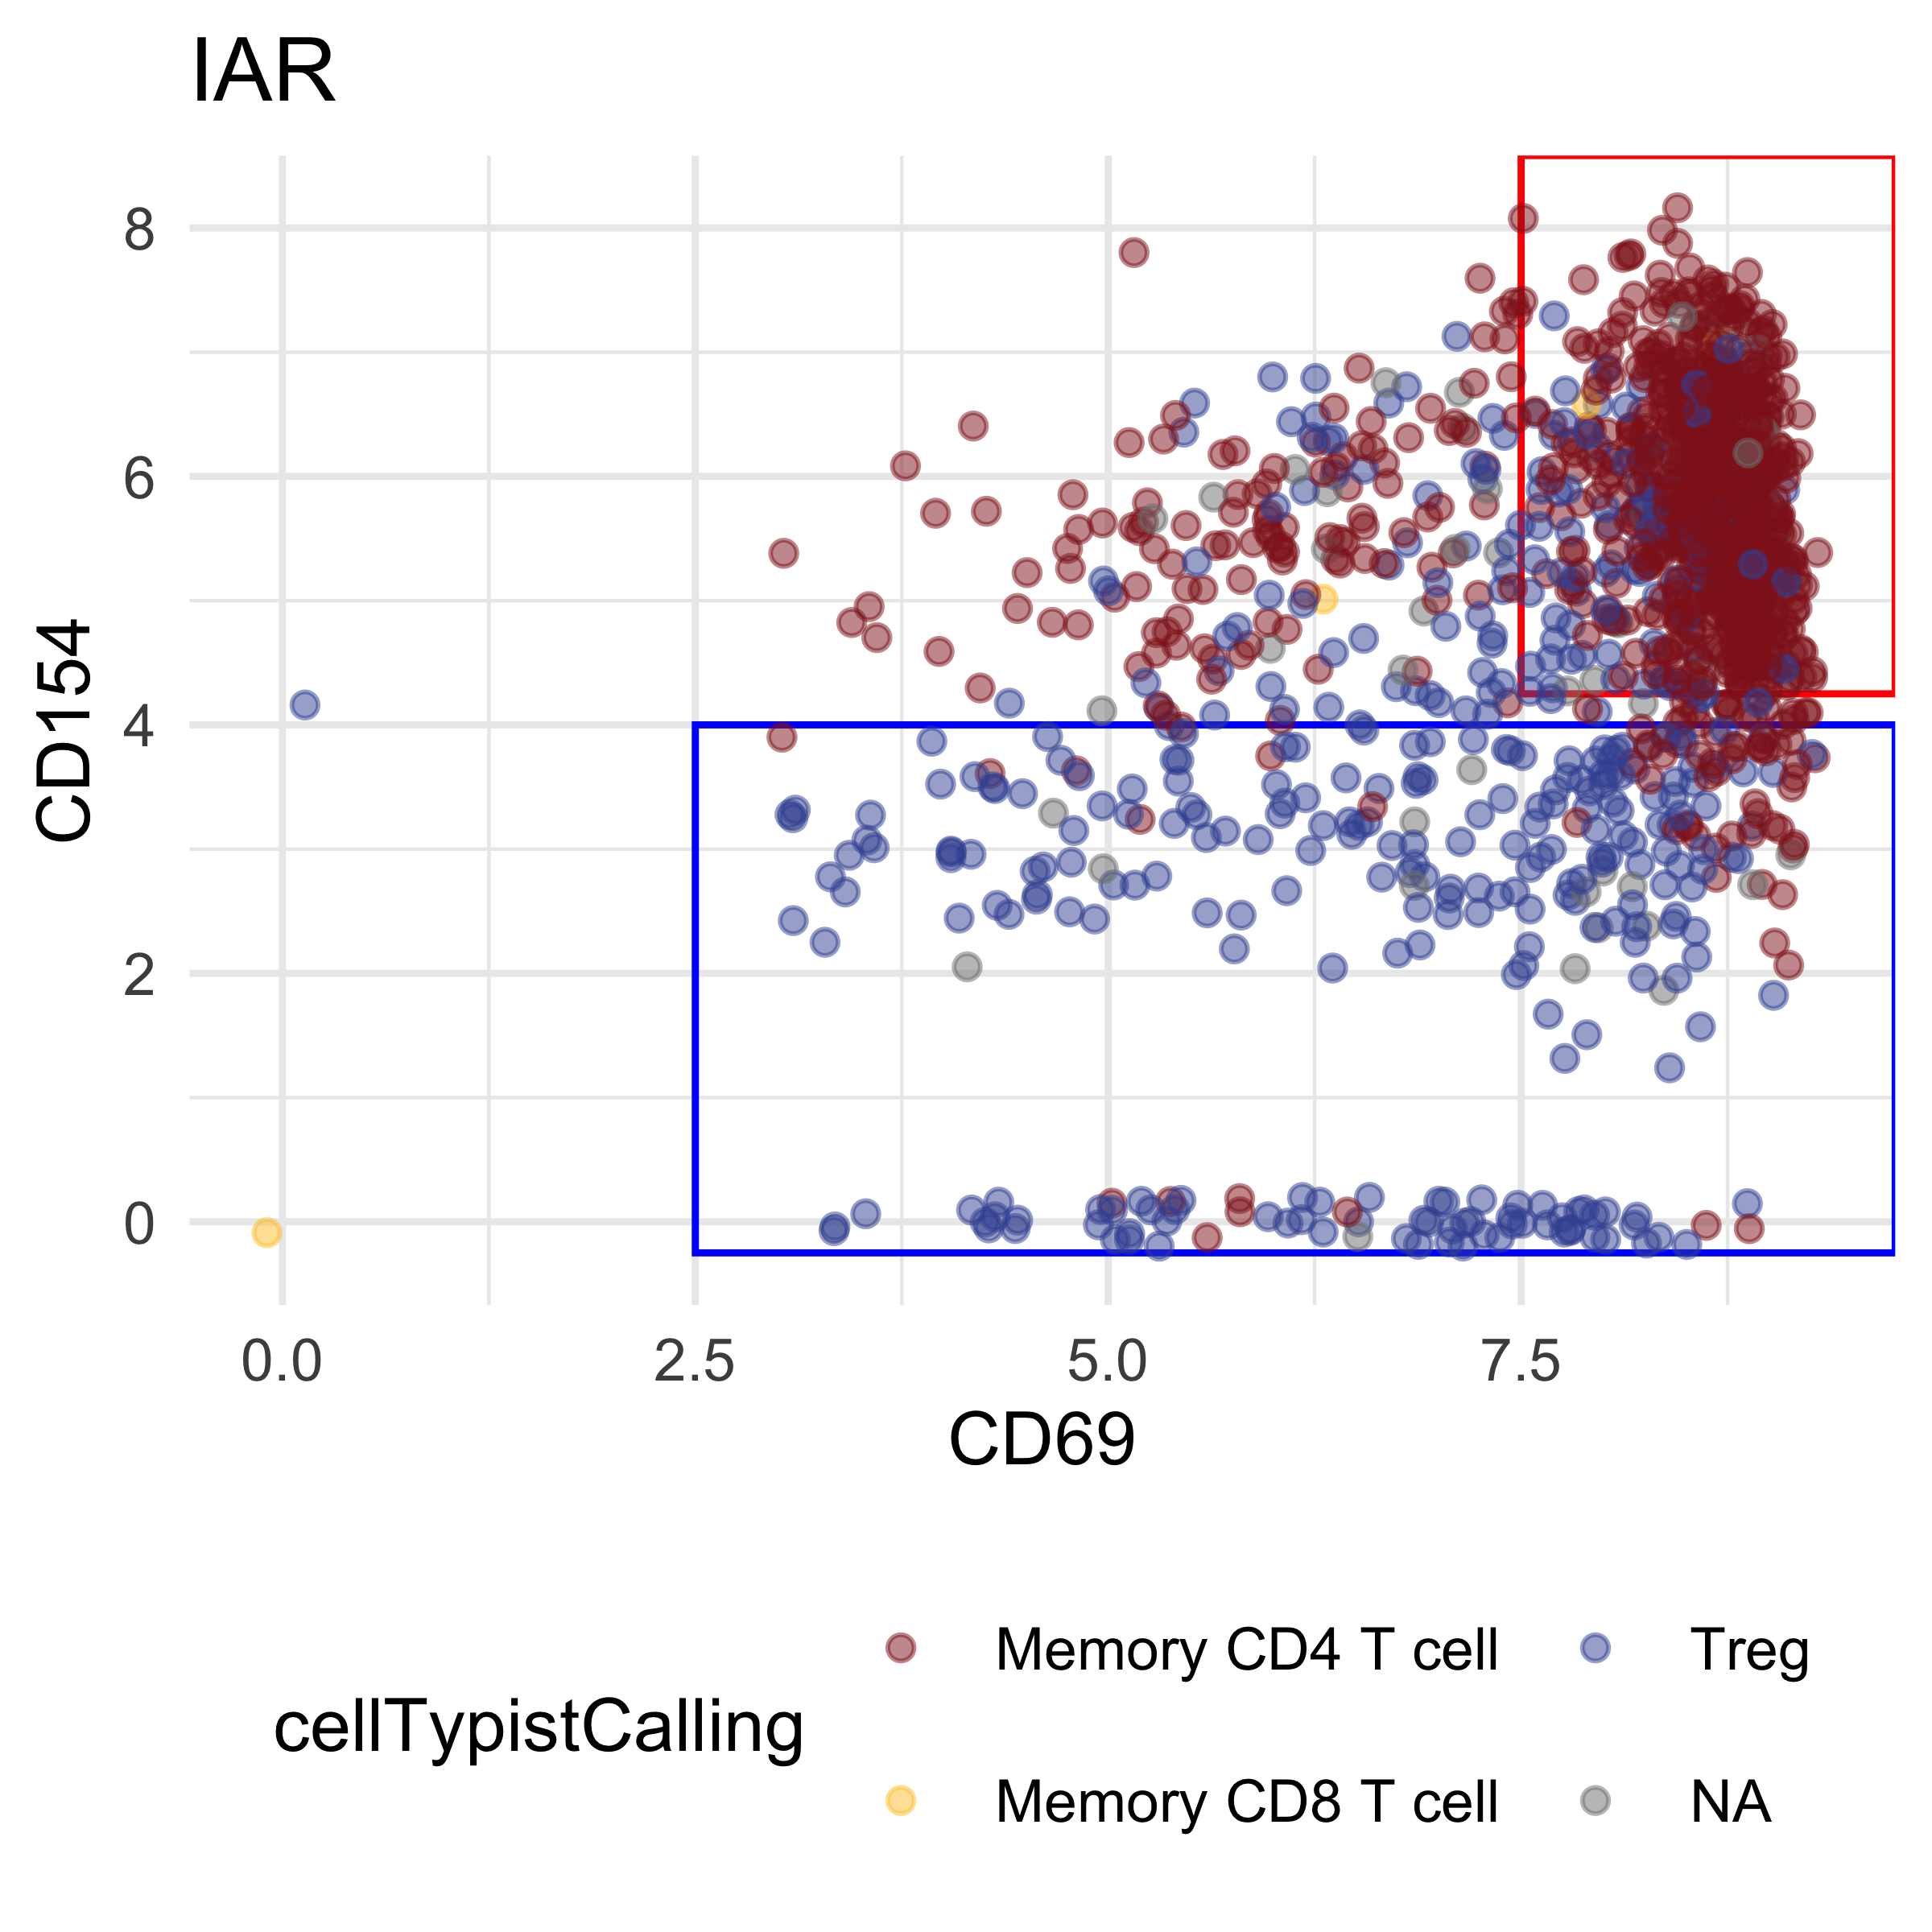 IAR
8
6
4
2
0
CD154
0.0 2.5 5.0 7.5
CD69
cellTypistCalling
Memory CD4 T cell Treg
Memory CD8 T cell NA